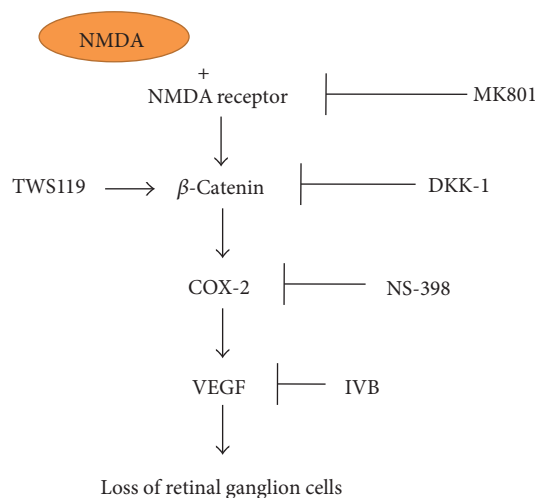 NMDA
+
NMDA receptor
MK801
TWS119
β-Catenin
DKK-1
COX-2
NS-398
VEGF
IVB
Loss of retinal ganglion cells